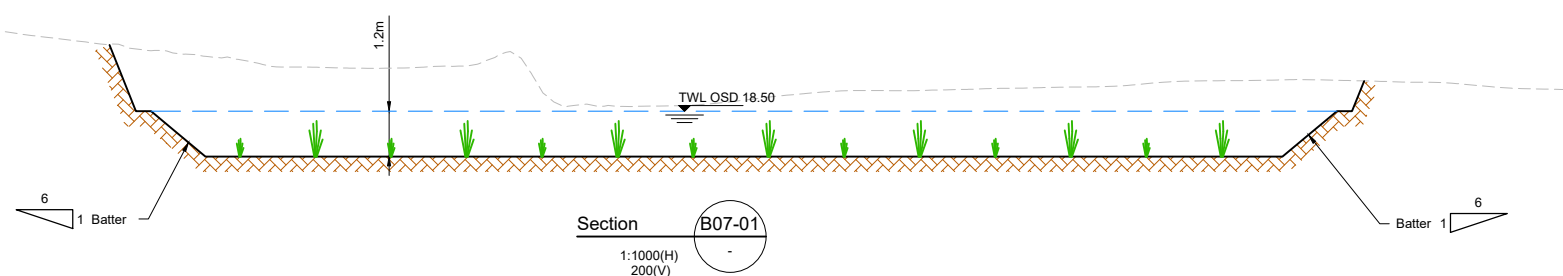 1.2m
TWL OSD 18.50
6
1 Batter
6
Batter 1
Section
B07-01
-
1:1000(H)
200(V)